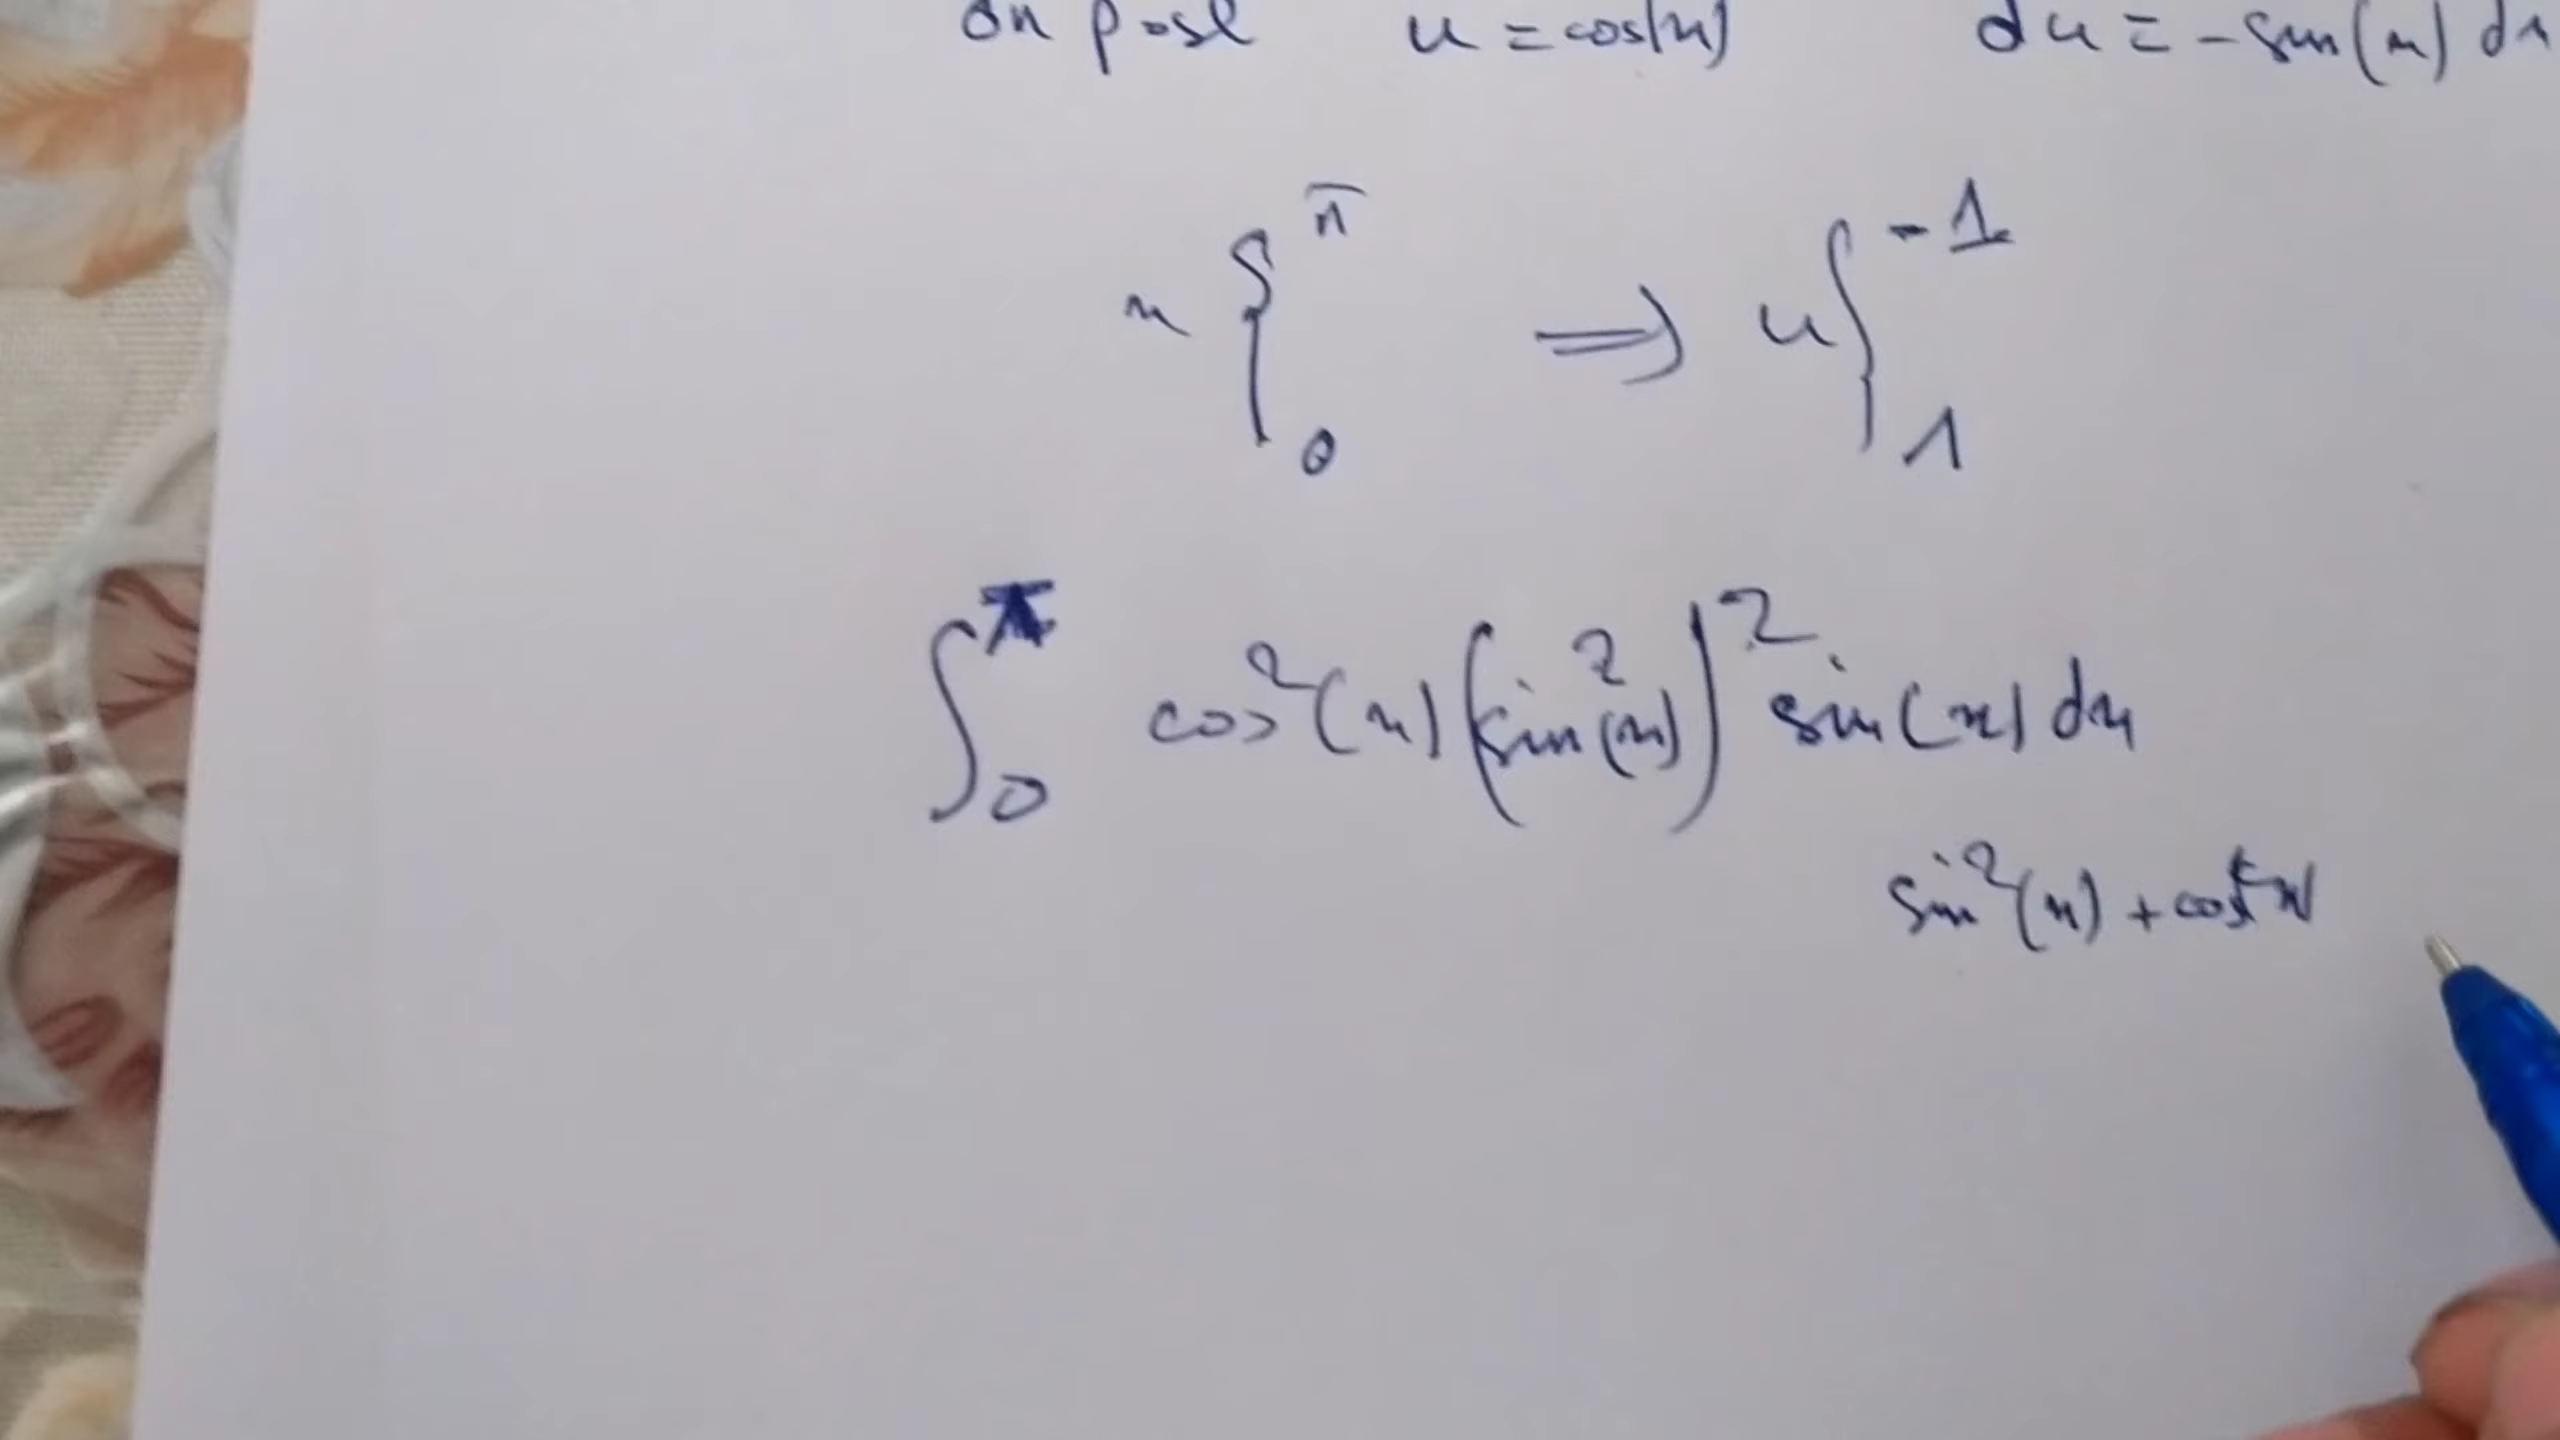 on pose u = cos(x) du = -sin(x) dx
x { π 0 ⟹ u { -1 1
∫₀^π cos²(x) (sin²(x))² sin(x) dx
sin²(x) + cos²x